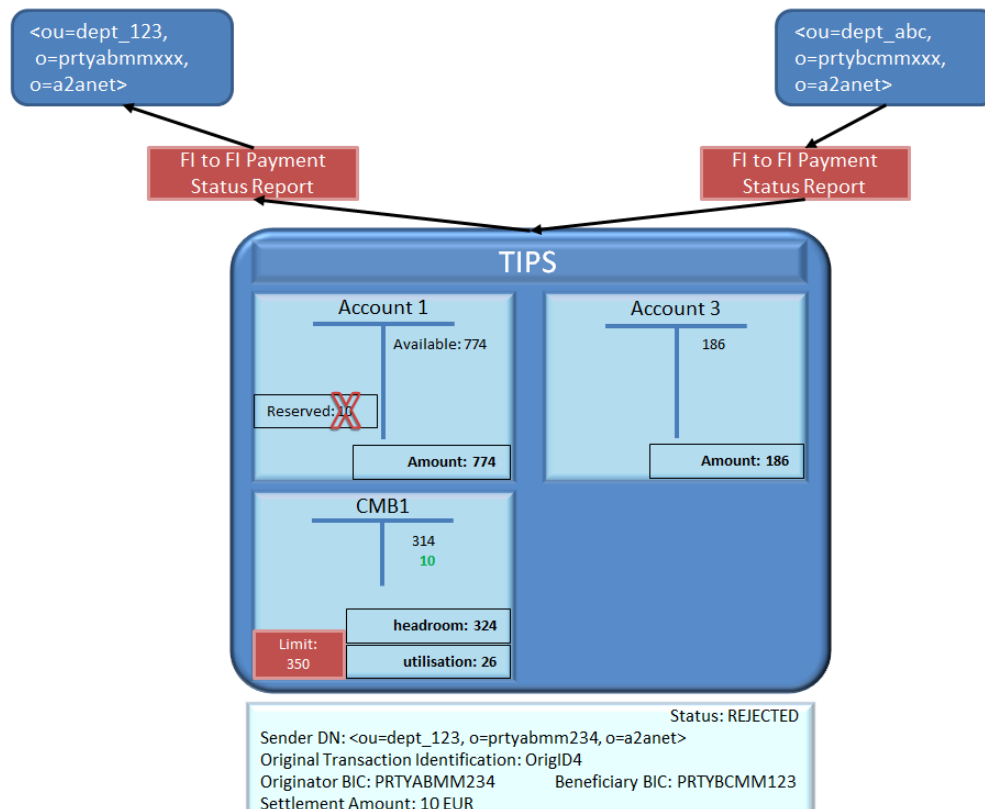 <ou=dept_123,
o=prtyabmmxxx,
o=a2anet>
<ou=dept_abc,
o=prtybcmmxxx,
o=a2anet>
FI to FI Payment
Status Report
FI to FI Payment
Status Report
TIPS
Account 1
Available: 774
Reserved: 10
Amount: 774
Account 3
186
Amount: 186
CMB1
314
10
headroom: 324
Limit:
350
utilisation: 26
Status: REJECTED
Sender DN: <ou=dept_123, o=prtyabmm234, o=a2anet>
Original Transaction Identification: OrigID4
Originator BIC: PRTYABMM234 Beneficiary BIC: PRTYBCMM123
Settlement Amount: 10 EUR